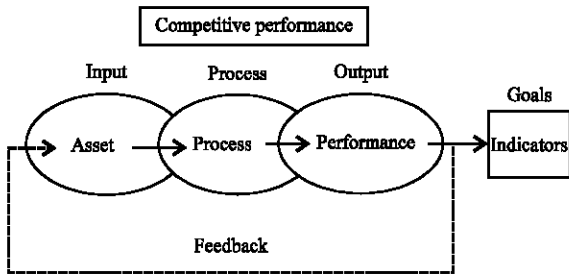 Competitive performance
Input
Process
Output
Goals
Asset
Process
Performance
Indicators
Feedback